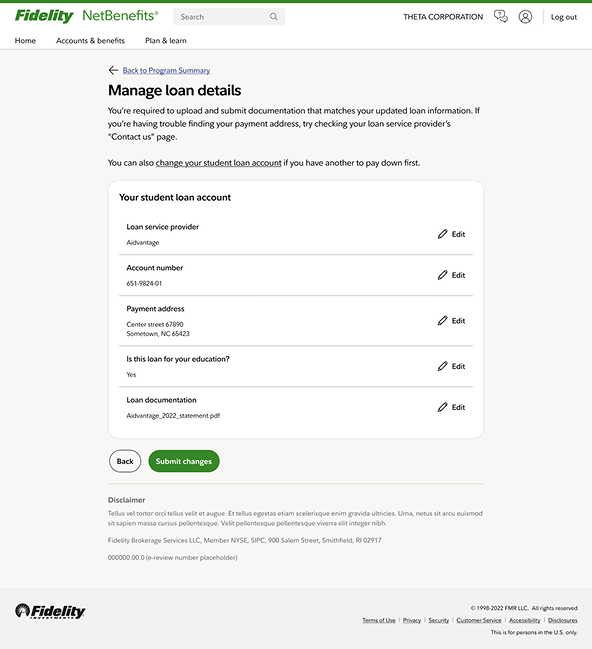 Fidelity NetBenefits®
Search
THETA CORPORATION
Log out
Home
Accounts & benefits
Plan & learn
Back to Program Summary
Manage loan details
You're required to upload and submit documentation that matches your updated loan information. If
you're having trouble finding your payment address, try checking your loan service provider's
"Contact us" page.
You can also change your student loan account if you have another to pay down first.
Your student loan account
Loan service provider
Aidvantage
Edit
Account number
651-9824-01
Edit
Payment address
Center street 67890
Sometown, NC 65423
Edit
Is this loan for your education?
Yes
Edit
Loan documentation
Aidvantage_2022_statement.pdf
Edit
Back
Submit changes
Disclaimer
Tellus vel tortor orci tellus velit et augue. Et tellus egestas etiam scelerisque enim gravida ultricies. Urna, netus sit arcu euismod
sit sapien massa cursus pellentesque. Velit pellentesque pellentesque viverra elit integer nibh.
Fidelity Brokerage Services LLC, Member NYSE, SIPC, 900 Salem Street, Smithfield, RI 02917
000000.00.0 (e-review number placeholder)
Fidelity
INVESTMENTS
© 1998-2022 FMR LLC. All rights reserved
Terms of Use | Privacy | Security | Customer Service | Accessibility | Disclosures
This is for persons in the U.S. only.